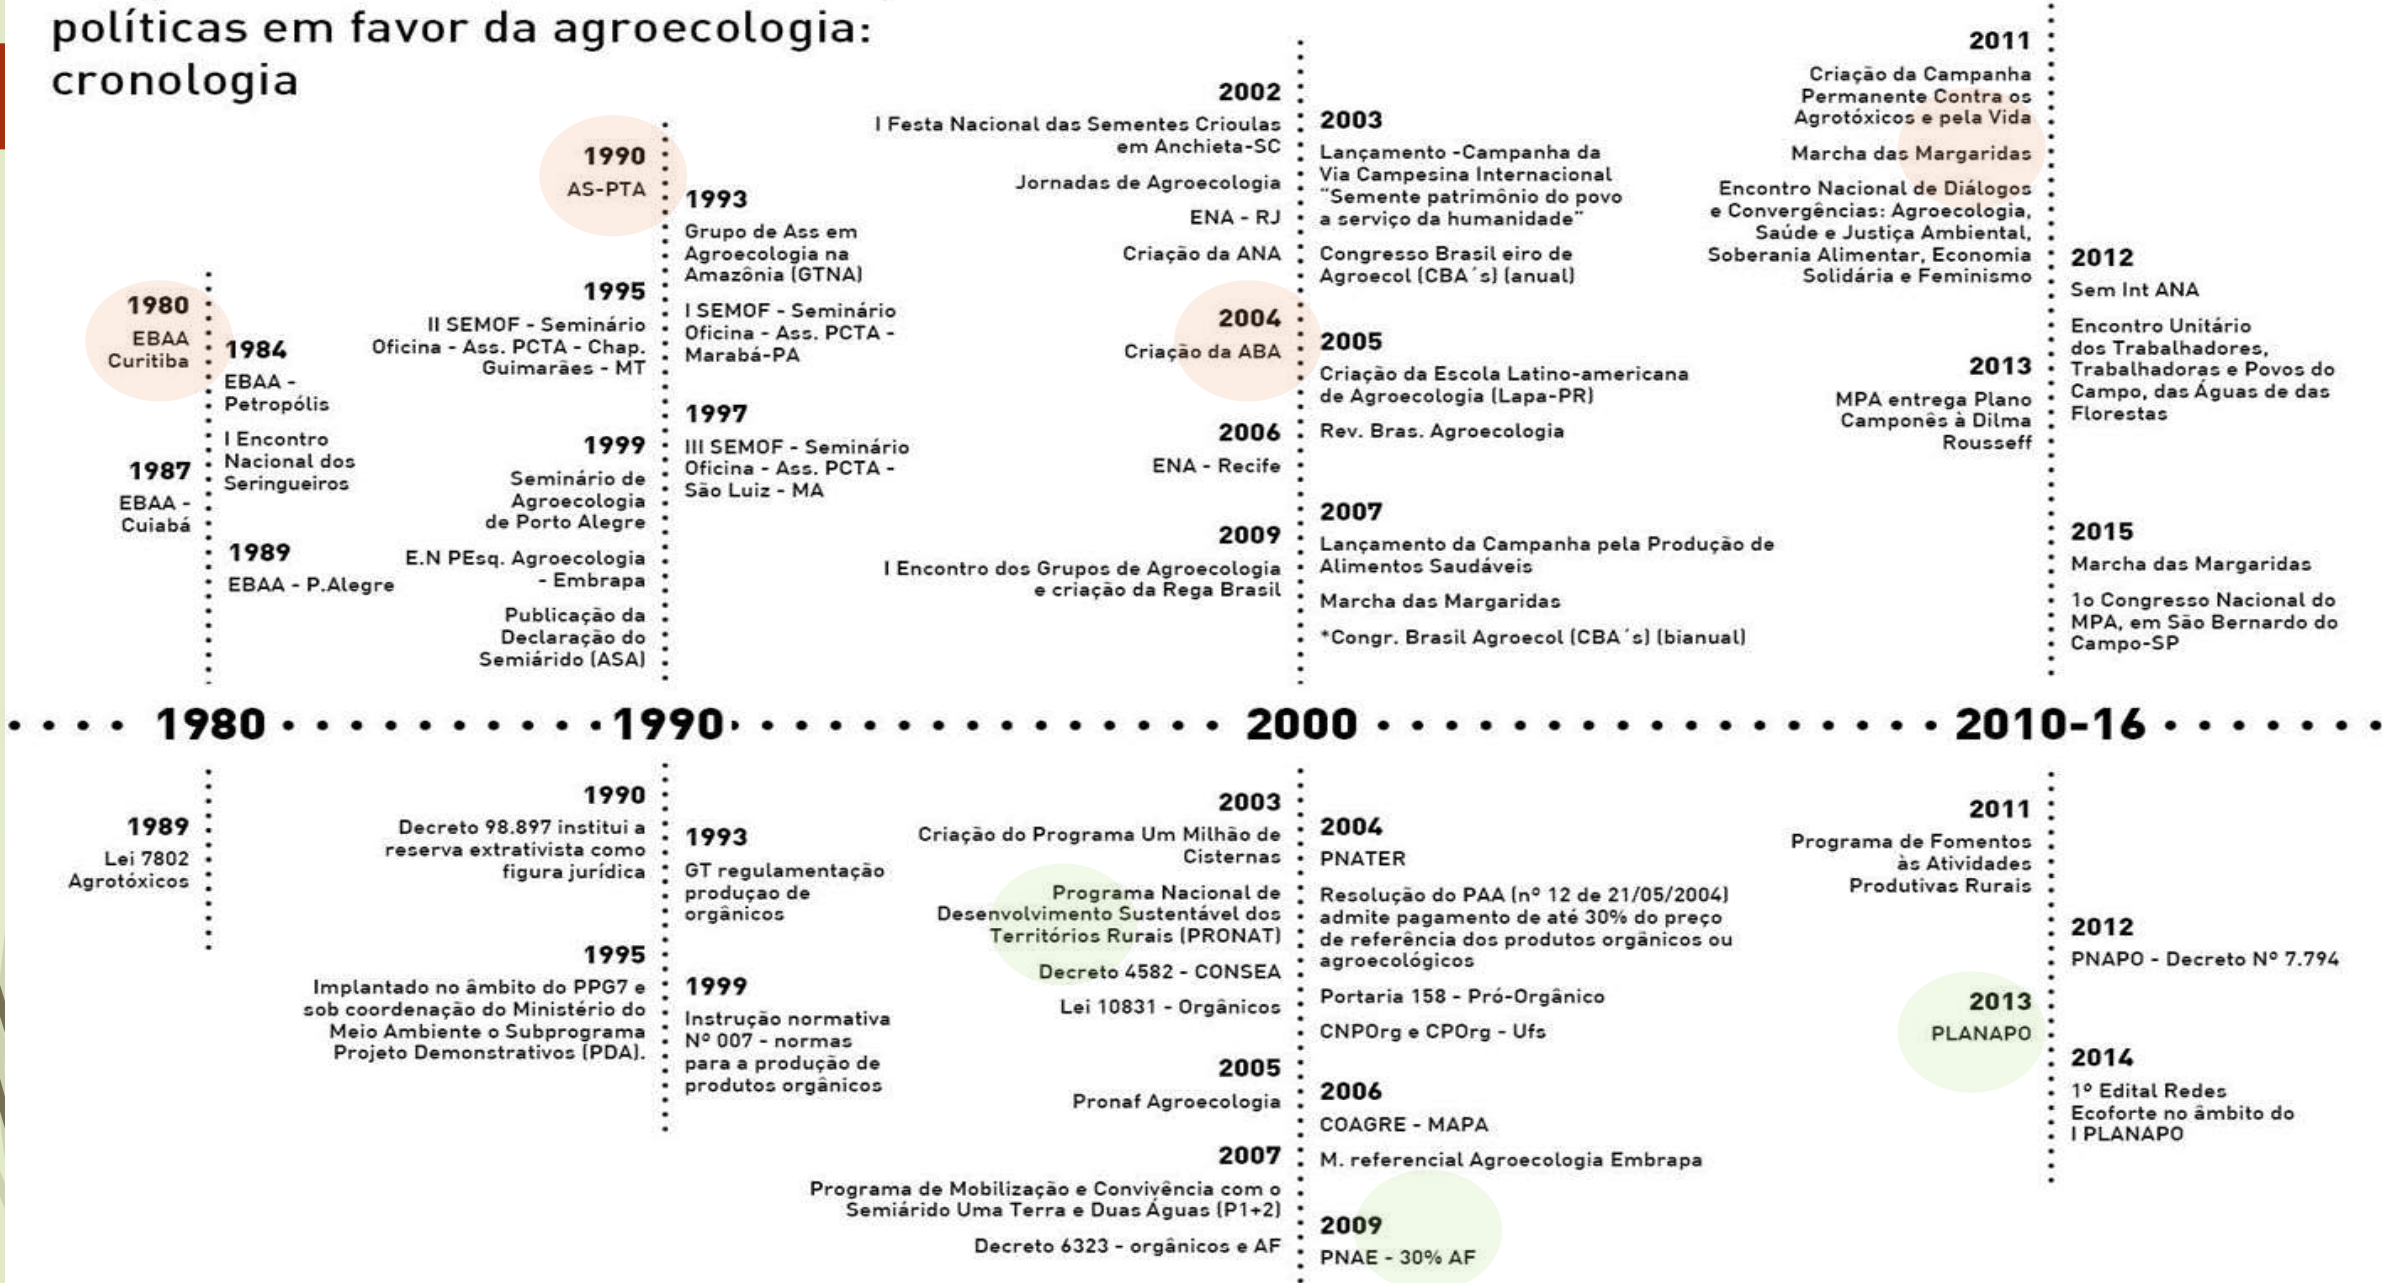 políticas em favor da agroecologia:
cronologia
1980
EBAA
Curitiba
1987
EBAA -
Cuiabá
1984
EBAA -
Petropólis
I Encontro
Nacional dos
Seringueiros
1989
EBAA - P.Alegre
1990
AS-PTA
1995
II SEMOF - Seminário
Oficina - Ass. PCTA - Chap.
Guimarães - MT
1999
Seminário de
Agroecologia
de Porto Alegre
E.N PEsq. Agroecologia
- Embrapa
Publicação da
Declaração do
Semiárido (ASA)
1993
Grupo de Ass em
Agroecologia na
Amazônia (GTNA)
I SEMOF - Seminário
Oficina - Ass. PCTA -
Marabá-PA
1997
III SEMOF - Seminário
Oficina - Ass. PCTA -
São Luiz - MA
2002
I Festa Nacional das Sementes Crioulas
em Anchieta-SC
Jornadas de Agroecologia
ENA - RJ
Criação da ANA
2004
Criação da ABA
2006
ENA - Recife
2009
I Encontro dos Grupos de Agroecologia
e criação da Rega Brasil
2003
Lançamento -Campanha da
Via Campesina Internacional
"Semente patrimônio do povo
a serviço da humanidade"
Congresso Brasil eiro de
Agroecol (CBA´s) (anual)
2005
Criação da Escola Latino-americana
de Agroecologia (Lapa-PR)
Rev. Bras. Agroecologia
2007
Lançamento da Campanha pela Produção de
Alimentos Saudáveis
Marcha das Margaridas
*Congr. Brasil Agroecol (CBA´s) (bianual)
2011
Criação da Campanha
Permanente Contra os
Agrotóxicos e pela Vida
Marcha das Margaridas
Encontro Nacional de Diálogos
e Convergências: Agroecologia,
Saúde e Justiça Ambiental,
Soberania Alimentar, Economia
Solidária e Feminismo
2013
MPA entrega Plano
Camponês à Dilma
Rousseff
2012
Sem Int ANA
Encontro Unitário
dos Trabalhadores,
Trabalhadoras e Povos do
Campo, das Águas de das
Florestas
2015
Marcha das Margaridas
1o Congresso Nacional do
MPA, em São Bernardo do
Campo-SP
1980 1990 2000 2010-16
1989
Lei 7802
Agrotóxicos
1990
Decreto 98.897 institui a
reserva extrativista como
figura jurídica
1995
Implantado no âmbito do PPG7 e
sob coordenação do Ministério do
Meio Ambiente o Subprograma
Projeto Demonstrativos (PDA).
1993
GT regulamentação
produçao de
orgânicos
1999
Instrução normativa
Nº 007 - normas
para a produção de
produtos orgânicos
2003
Criação do Programa Um Milhão de
Cisternas
Programa Nacional de
Desenvolvimento Sustentável dos
Territórios Rurais (PRONAT)
Decreto 4582 - CONSEA
Lei 10831 - Orgânicos
2005
Pronaf Agroecologia
2007
Programa de Mobilização e Convivência com o
Semiárido Uma Terra e Duas Águas (P1+2)
Decreto 6323 - orgânicos e AF
2004
PNATER
Resolução do PAA (nº 12 de 21/05/2004)
admite pagamento de até 30% do preço
de referência dos produtos orgânicos ou
agroecológicos
Portaria 158 - Pró-Orgânico
CNPOrg e CPOrg - Ufs
2006
COAGRE - MAPA
M. referencial Agroecologia Embrapa
2009
PNAE - 30% AF
2011
Programa de Fomentos
às Atividades
Produtivas Rurais
2013
PLANAPO
2012
PNAPO - Decreto Nº 7.794
2014
1º Edital Redes
Ecoforte no âmbito do
I PLANAPO